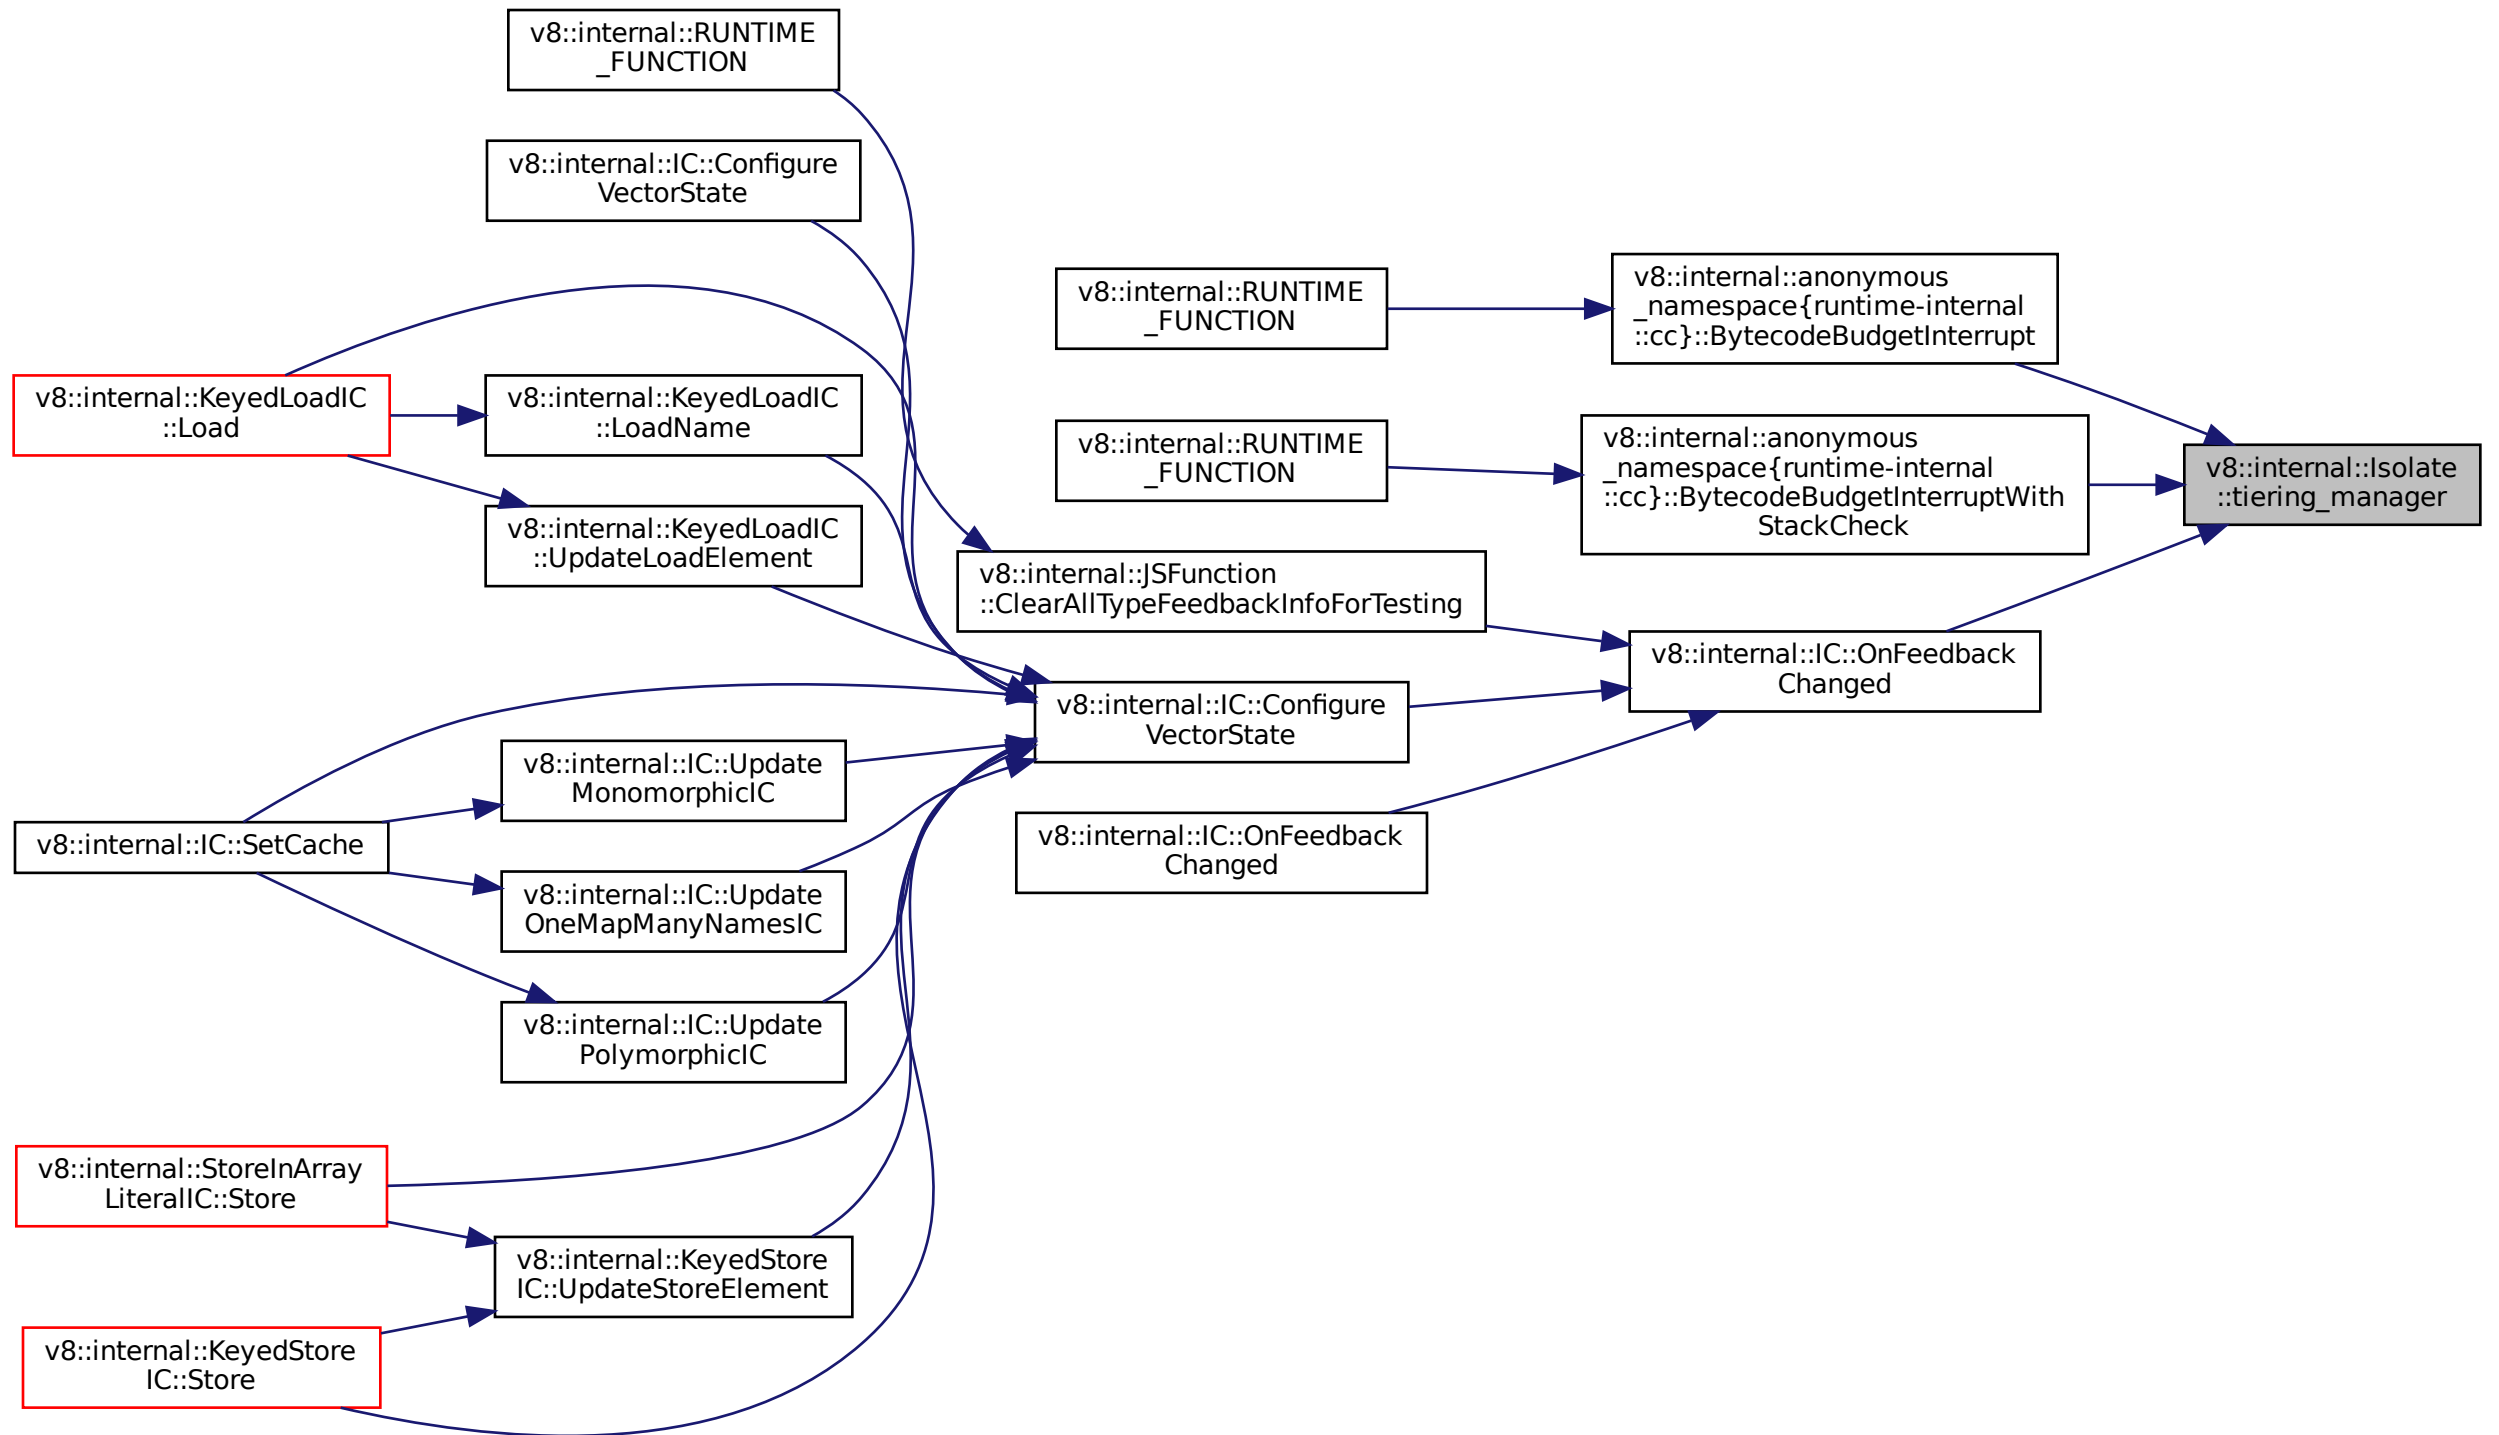 v8::internal::RUNTIME
_FUNCTION
v8::internal::IC::Configure
VectorState
v8::internal::KeyedLoadIC
::Load
v8::internal::KeyedLoadIC
::LoadName
v8::internal::KeyedLoadIC
::UpdateLoadElement
v8::internal::IC::SetCache
v8::internal::IC::Update
MonomorphicIC
v8::internal::IC::Update
OneMapManyNamesIC
v8::internal::IC::Update
PolymorphicIC
v8::internal::StoreInArray
LiteralIC::Store
v8::internal::KeyedStore
IC::UpdateStoreElement
v8::internal::KeyedStore
IC::Store
v8::internal::RUNTIME
_FUNCTION
v8::internal::RUNTIME
_FUNCTION
v8::internal::JSFunction
::ClearAllTypeFeedbackInfoForTesting
v8::internal::IC::Configure
VectorState
v8::internal::IC::OnFeedback
Changed
v8::internal::anonymous
_namespace{runtime-internal
::cc}::BytecodeBudgetInterrupt
v8::internal::anonymous
_namespace{runtime-internal
::cc}::BytecodeBudgetInterruptWith
StackCheck
v8::internal::IC::OnFeedback
Changed
v8::internal::Isolate
::tiering_manager